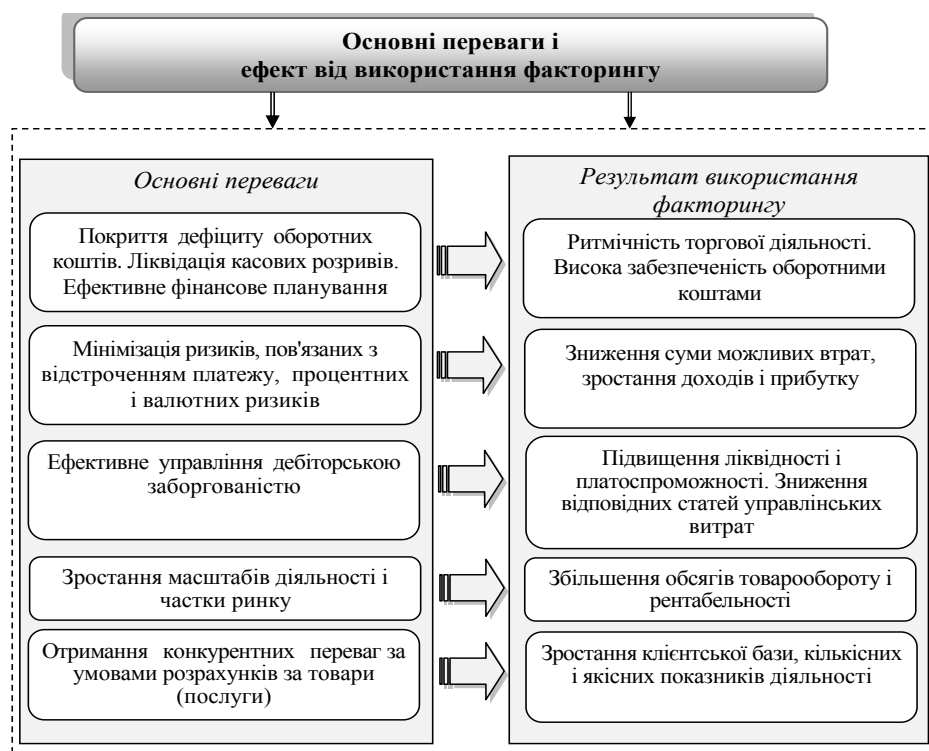 Основні переваги і
ефект від використання факторингу
Основні переваги
Покриття дефіциту оборотних
коштів. Ліквідація касових розривів.
Ефективне фінансове планування
Мінімізація ризиків, пов'язаних з
відстроченням платежу, процентних
і валютних ризиків
Ефективне управління дебіторською
заборгованістю
Зростання масштабів діяльності і
частки ринку
Отримання конкурентних переваг за
умовами розрахунків за товари
(послуги)
Результат використання
факторингу
Ритмічність торгової діяльності.
Висока забезпеченість оборотними
коштами
Зниження суми можливих втрат,
зростання доходів і прибутку
Підвищення ліквідності і
платоспроможності. Зниження
відповідних статей управлінських
витрат
Збільшення обсягів товарообороту і
рентабельності
Зростання клієнтської бази, кількісних
і якісних показників діяльності